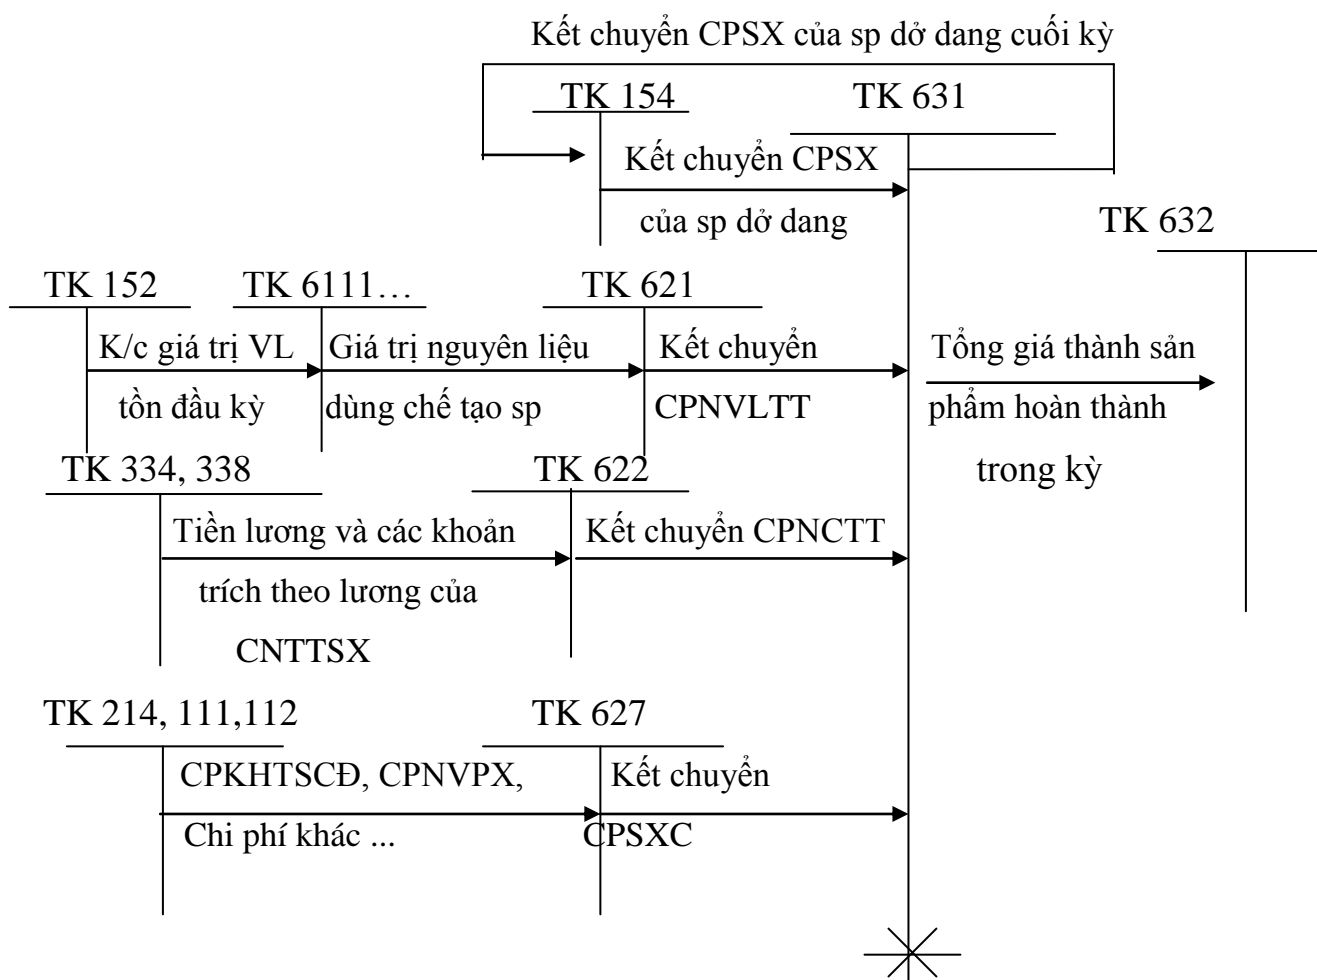 Kết chuyển CPSX của sp dở dang cuối kỳ
TK 154
TK 631
Kết chuyển CPSX
của sp dở dang
TK 632
TK 152
TK 6111...
TK 621
K/c giá trị VL
Giá trị nguyên liệu
Kết chuyển
Tổng giá thành sản
tồn đầu kỳ
dùng chế tạo sp
CPNVLTT
phẩm hoàn thành
trong kỳ
TK 334, 338
TK 622
Tiền lương và các khoản
Kết chuyển CPNCTT
trích theo lương của
CNTTSX
TK 214, 111,112
TK 627
CPKHTSCĐ, CPNVPX,
Kết chuyển
Chi phí khác ...
CPSXC